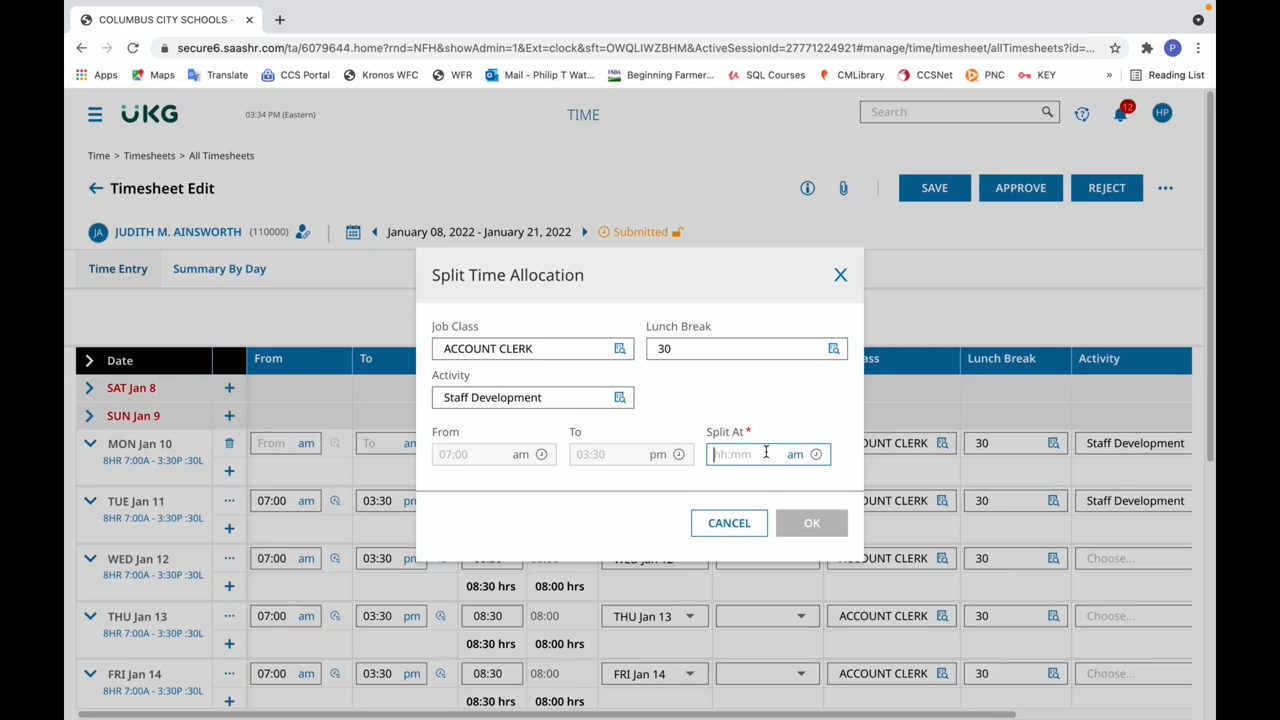 COLUMBUS CITY SCHOOLS -
secure6.saashr.com/ta/6079644.home?rnd=NFH&showAdmin=1&Ext=clock&sft=OWQLIWZBHM&ActiveSessionId=27771224921#manage/time/timesheet/allTimesheets?id=...
P
Apps Maps Translate CCS Portal Kronos WFC WFR Mail - Philip T Wat... Beginning Farmer... SQL Courses CMLibrary CCSNet PNC KEY » Reading List
UKG 03:34 PM (Eastern) TIME Search 12 HP
Time > Timesheets > All Timesheets
Timesheet Edit SAVE APPROVE REJECT
JA JUDITH M. AINSWORTH (110000) January 08, 2022 - January 21, 2022 Submitted
Time Entry Summary By Day
Split Time Allocation
Job Class Lunch Break
ACCOUNT CLERK 30
Activity
Staff Development
From To Split At *
07:00 am 03:30 pm hh:mm am
CANCEL OK
Date From To ss Lunch Break Activity
SAT Jan 8
SUN Jan 9
MON Jan 10 From am To am OUNT CLERK 30 Staff Development
8HR 7:00A - 3:30P :30L
TUE Jan 11 07:00 am 03:30 pm OUNT CLERK 30 Staff Development
8HR 7:00A - 3:30P :30L
WED Jan 12 07:00 am 03:30 pm 08:30 WED Jan 12 ACCOUNT CLERK 30 Choose...
8HR 7:00A - 3:30P :30L
08:30 hrs 08:00 hrs
THU Jan 13 07:00 am 03:30 pm 08:30 08:00 THU Jan 13 ACCOUNT CLERK 30 Choose...
8HR 7:00A - 3:30P :30L
08:30 hrs 08:00 hrs
FRI Jan 14 07:00 am 03:30 pm 08:30 08:00 FRI Jan 14 ACCOUNT CLERK 30 Choose...
8HR 7:00A - 3:30P :30L
08:30 hrs 08:00 hrs